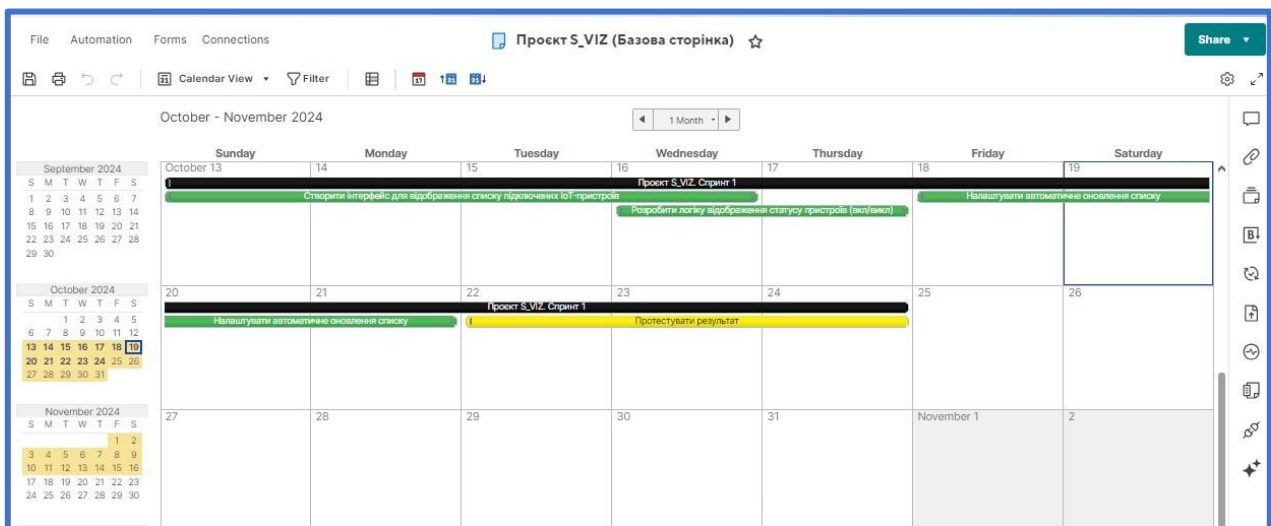 File Automation Forms Connections
Проєкт S_VIZ (Базова сторінка)
Share
Calendar View Filter
October - November 2024
1 Month
Sunday Monday Tuesday Wednesday Thursday Friday Saturday
October 13 14 15 16 17 18 19
Проєкт S_VIZ. Спринт 1
Створити інтерфейс для відображення списку підключених IoT-пристроїв
Налаштувати автоматичне оновлення списку
Розробити логіку відображення статусу пристроїв (вкл/викл)
20 21 22 23 24 25 26
Проєкт S_VIZ. Спринт 1
Налаштувати автоматичне оновлення списку
Протестувати результат
27 28 29 30 31 November 1 2
September 2024
S M T W T F S
1 2 3 4 5 6 7
8 9 10 11 12 13 14
15 16 17 18 19 20 21
22 23 24 25 26 27 28
29 30
October 2024
S M T W T F S
1 2 3 4 5
6 7 8 9 10 11 12
13 14 15 16 17 18 19
20 21 22 23 24 25 26
27 28 29 30 31
November 2024
S M T W T F S
1 2
3 4 5 6 7 8 9
10 11 12 13 14 15 16
17 18 19 20 21 22 23
24 25 26 27 28 29 30